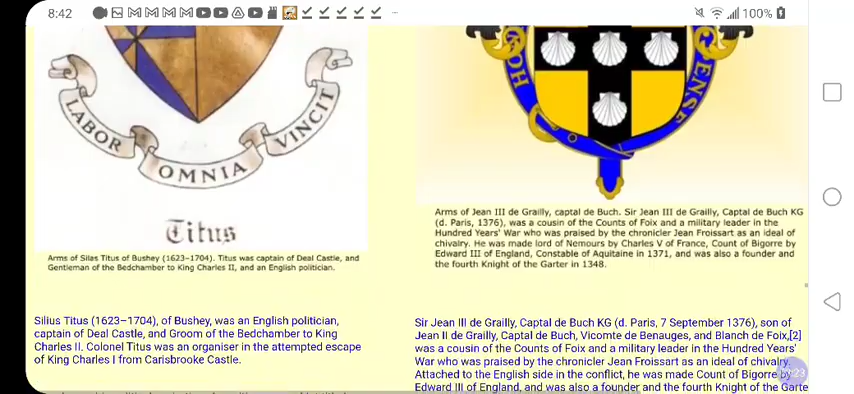 8:42
100%
LABOR OMNIA VINCIT
Titus
Arms of Silas Titus of Bushey (1623–1704). Titus was captain of Deal Castle, and
Gentleman of the Bedchamber to King Charles II, and an English politician.
Silius Titus (1623–1704), of Bushey, was an English politician,
captain of Deal Castle, and Groom of the Bedchamber to King
Charles II. Colonel Titus was an organiser in the attempted escape
of King Charles I from Carisbrooke Castle.
HON
ENSE
Arms of Jean III de Grailly, captal de Buch. Sir Jean III de Grailly, Captal de Buch KG
(d. Paris, 1376), was a cousin of the Counts of Foix and a military leader in the
Hundred Years' War who was praised by the chronicler Jean Froissart as an ideal of
chivalry. He was made lord of Nemours by Charles V of France, Count of Bigorre by
Edward III of England, Constable of Aquitaine in 1371, and was also a founder and
the fourth Knight of the Garter in 1348.
Sir Jean III de Grailly, Captal de Buch KG (d. Paris, 7 September 1376), son of
Jean II de Grailly, Captal de Buch, Vicomte de Benauges, and Blanch de Foix,[2]
was a cousin of the Counts of Foix and a military leader in the Hundred Years'
War who was praised by the chronicler Jean Froissart as an ideal of chivalry.
Attached to the English side in the conflict, he was made Count of Bigorre by
Edward III of England, and was also a founder and the fourth Knight of the Garte